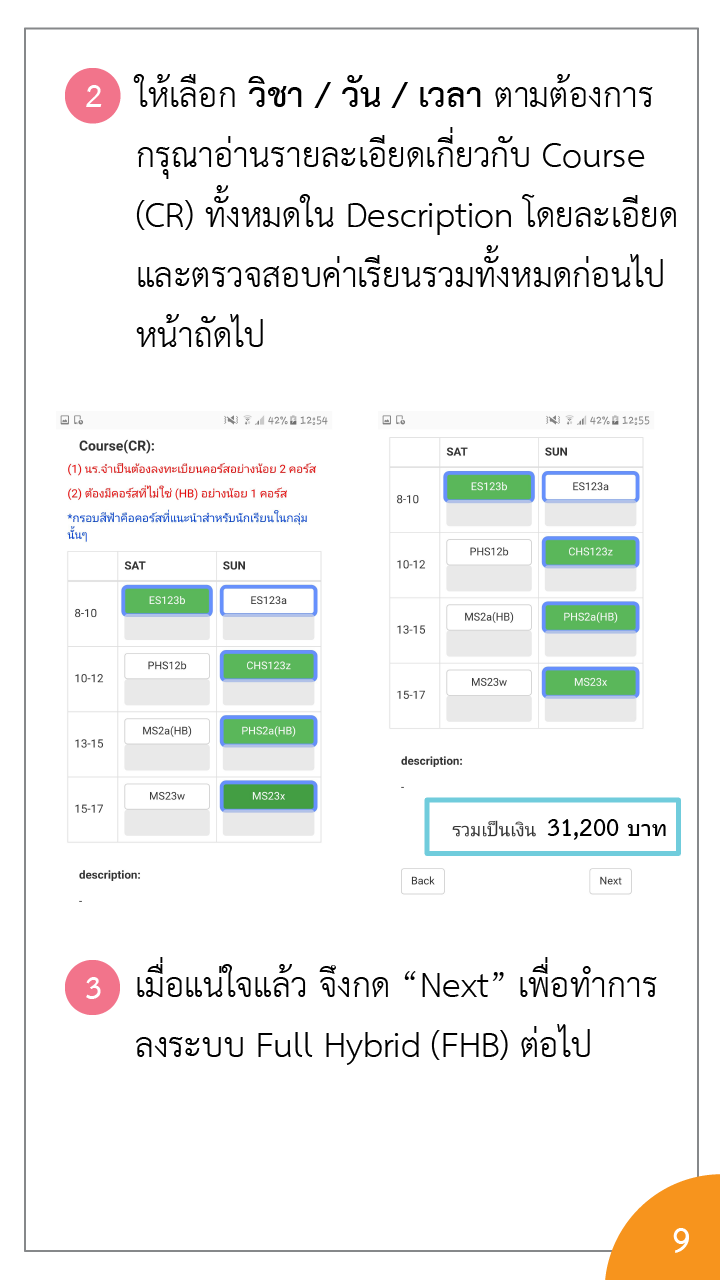 2 ให้เลือก วิชา / วัน / เวลา ตามต้องการ
กรุณาอ่านรายละเอียดเกี่ยวกับ Course
(CR) ทั้งหมดใน Description โดยละเอียด
และตรวจสอบค่าเรียนรวมทั้งหมดก่อนไป
หน้าถัดไป
42% 12:54
Course(CR):
(1) นร.จำเป็นต้องลงทะเบียนคอร์สอย่างน้อย 2 คอร์ส
(2) ต้องมีคอร์สที่ไม่ใช่ (HB) อย่างน้อย 1 คอร์ส
*กรอบสีฟ้าคือคอร์สที่แนะนำสำหรับนักเรียนในกลุ่ม
นั้นๆ
SAT SUN
8-10 ES123b ES123a
10-12 PHS12b CHS123z
13-15 MS2a(HB) PHS2a(HB)
15-17 MS23w MS23x
description:
-
42% 12:55
SAT SUN
8-10 ES123b ES123a
10-12 PHS12b CHS123z
13-15 MS2a(HB) PHS2a(HB)
15-17 MS23w MS23x
description:
-
รวมเป็นเงิน 31,200 บาท
Back Next
3 เมื่อแน่ใจแล้ว จึงกด “Next” เพื่อทำการ
ลงระบบ Full Hybrid (FHB) ต่อไป
9